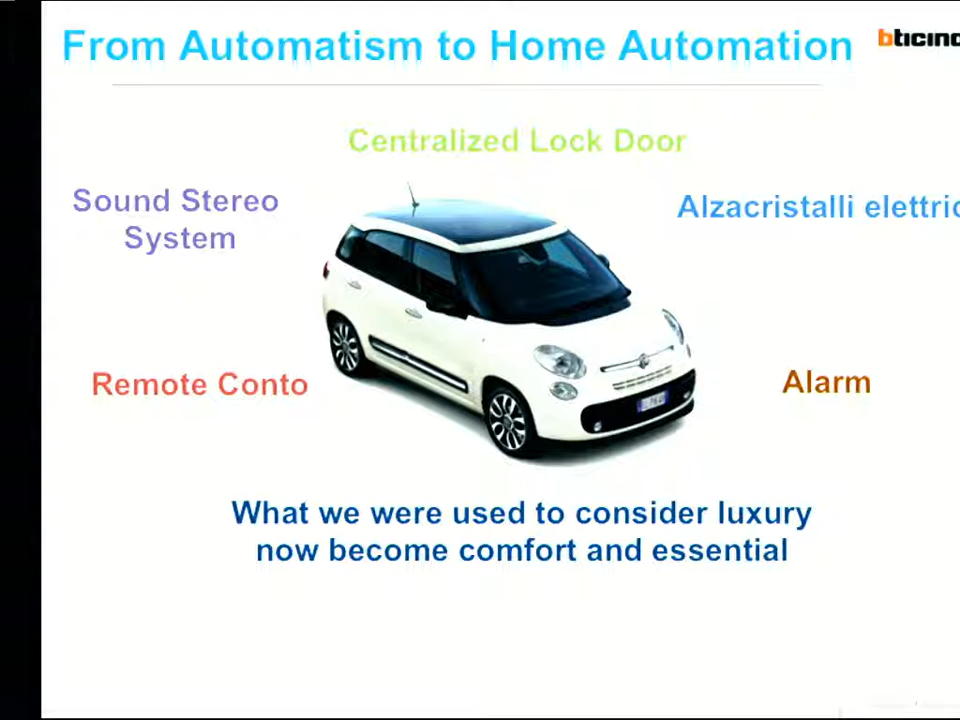 From Automatism to Home Automation
bticino
Centralized Lock Door
Sound Stereo
System
Alzacristalli elettric
Remote Conto
Alarm
What we were used to consider luxury
now become comfort and essential